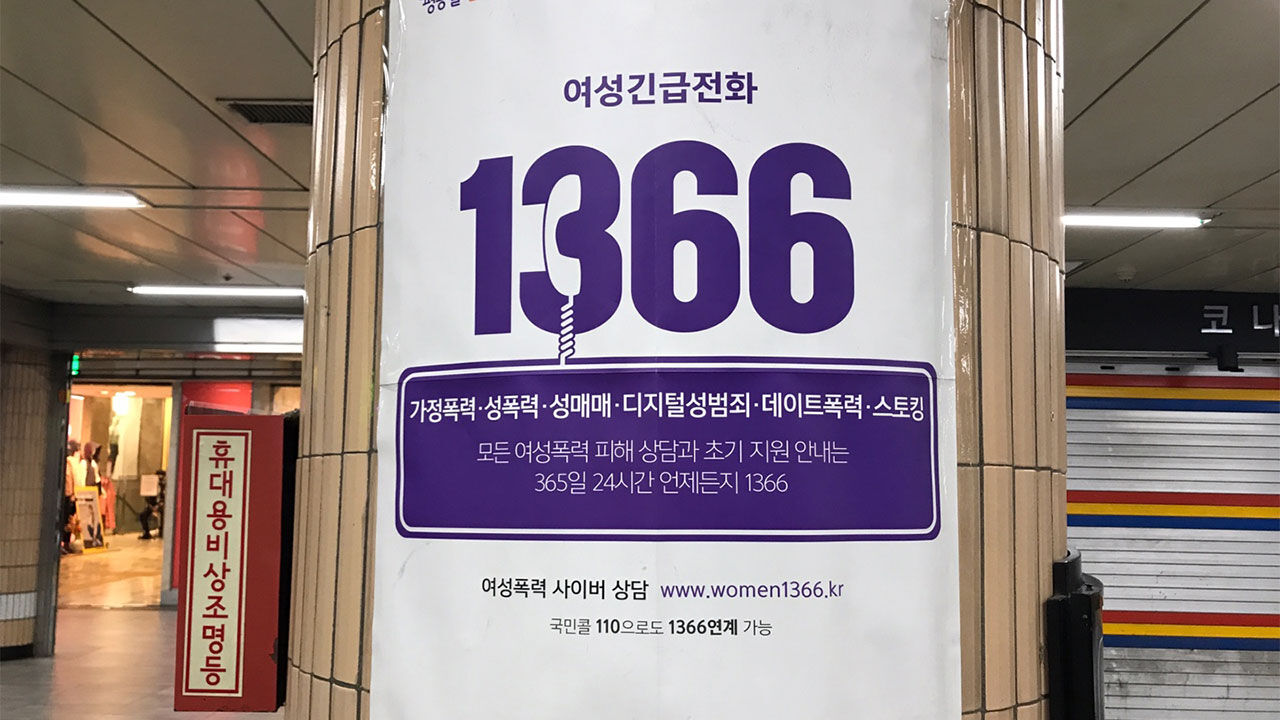 여성긴급전화
1366
가정폭력·성폭력·성매매·디지털성범죄·데이트폭력·스토킹
모든 여성폭력 피해 상담과 초기 지원 안내는
365일 24시간 언제든지 1366
여성폭력 사이버 상담 www.women1366.kr
국민콜 110으로도 1366연계 가능
휴대용비상조명등
코너